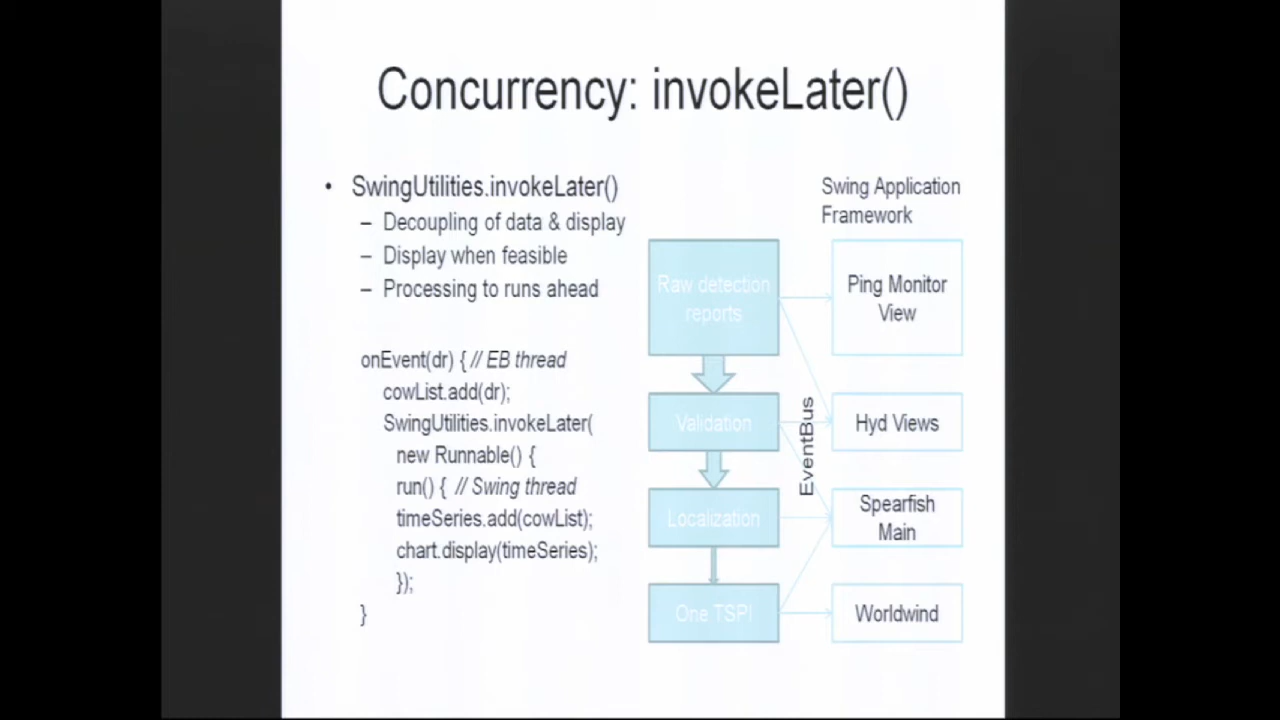 Concurrency: invokeLater()
• SwingUtilities.invokeLater()
– Decoupling of data & display
– Display when feasible
– Processing to runs ahead
onEvent(dr) { // EB thread
cowList.add(dr);
SwingUtilities.invokeLater(
new Runnable() {
run() { // Swing thread
timeSeries.add(cowList);
chart.display(timeSeries);
});
}
Swing Application
Framework
Raw detection
reports
Ping Monitor
View
Validation
EventBus
Hyd Views
Localization
Spearfish
Main
One TSPI
Worldwind